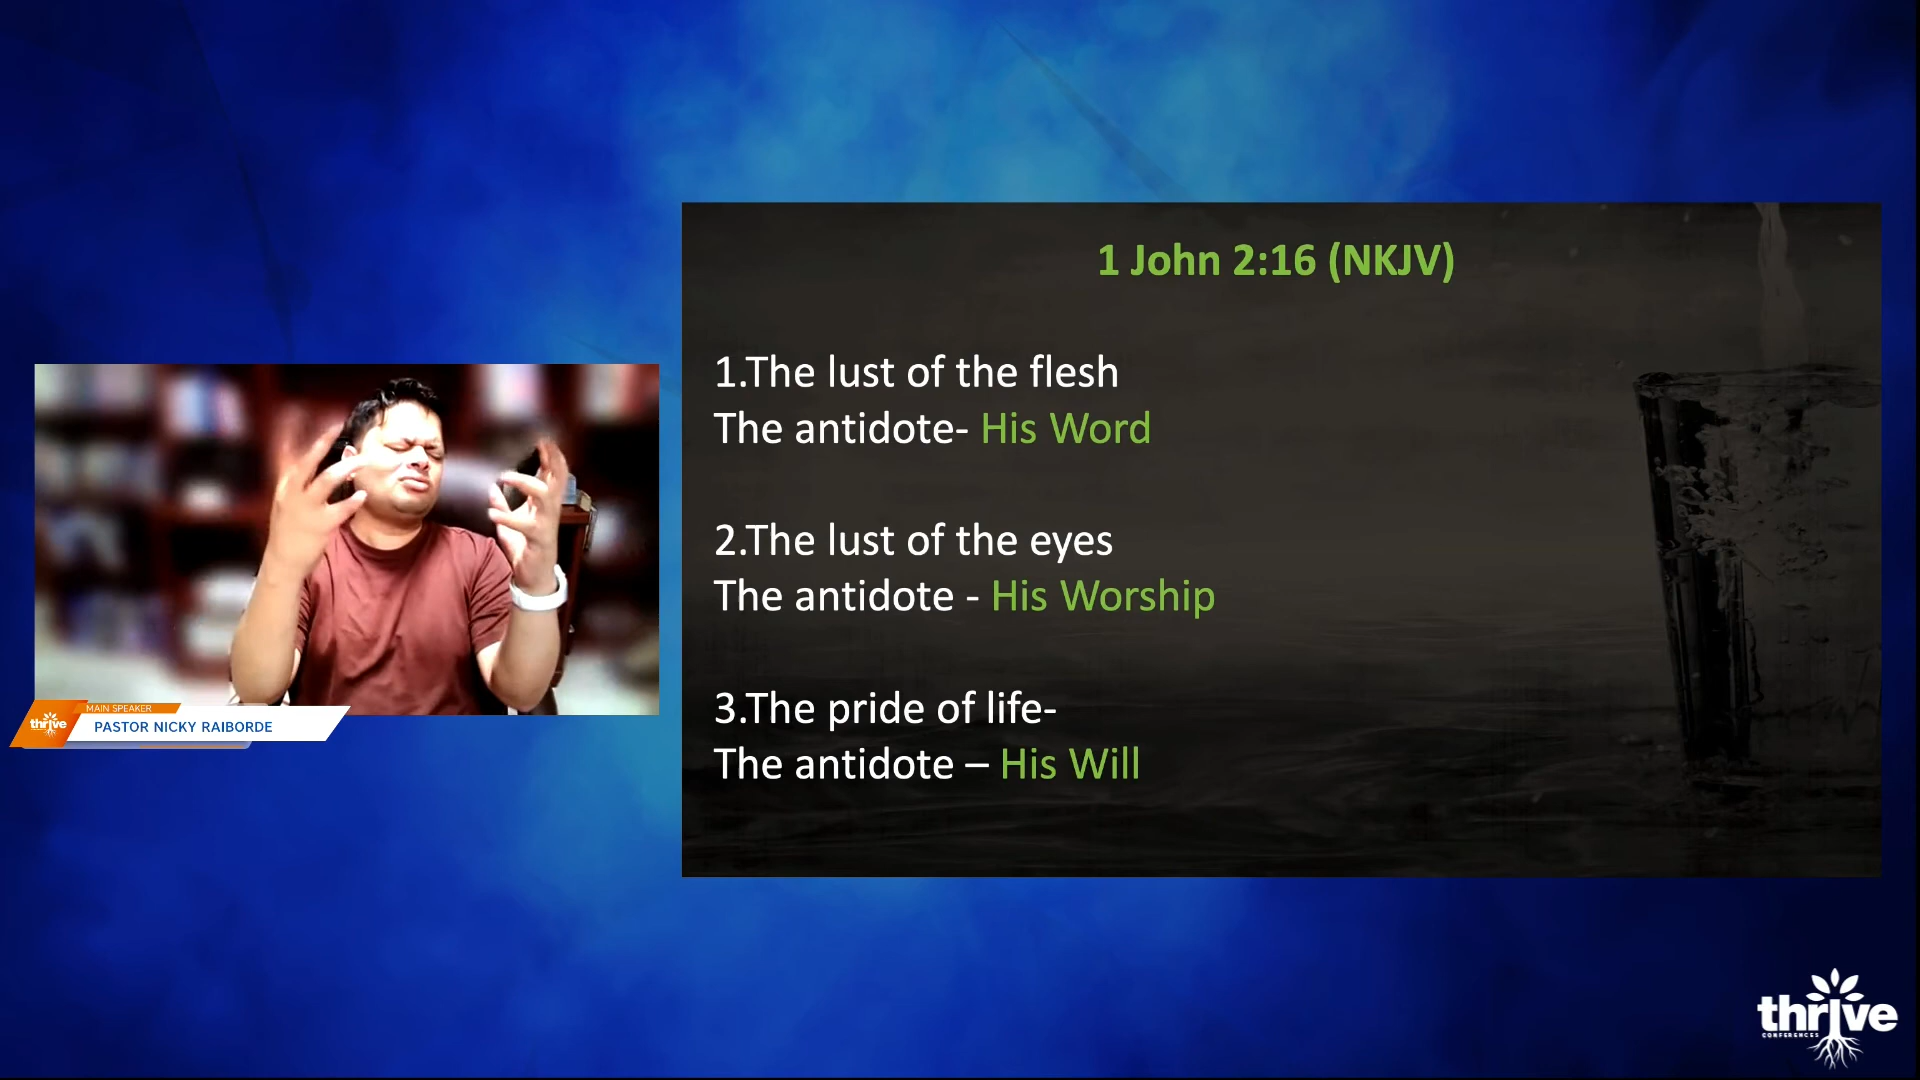 1 John 2:16 (NKJV)
1.The lust of the flesh
The antidote- His Word
2.The lust of the eyes
The antidote - His Worship
3.The pride of life-
The antidote – His Will
MAIN SPEAKER
thrive
PASTOR NICKY RAIBORDE
thrive
CONFERENCES